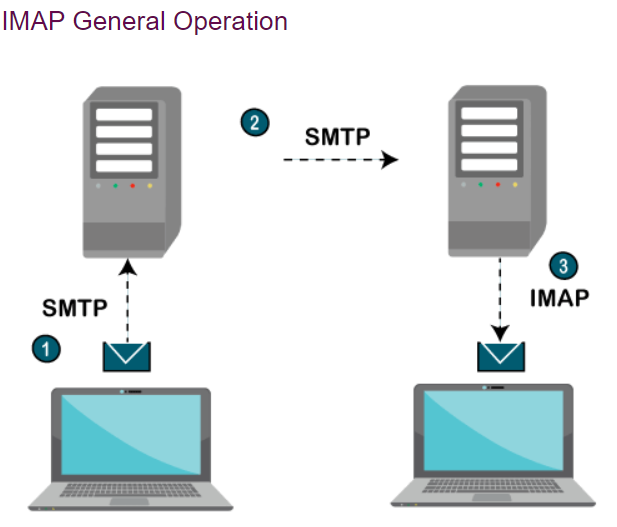 IMAP General Operation
2
SMTP
3
IMAP
SMTP
1